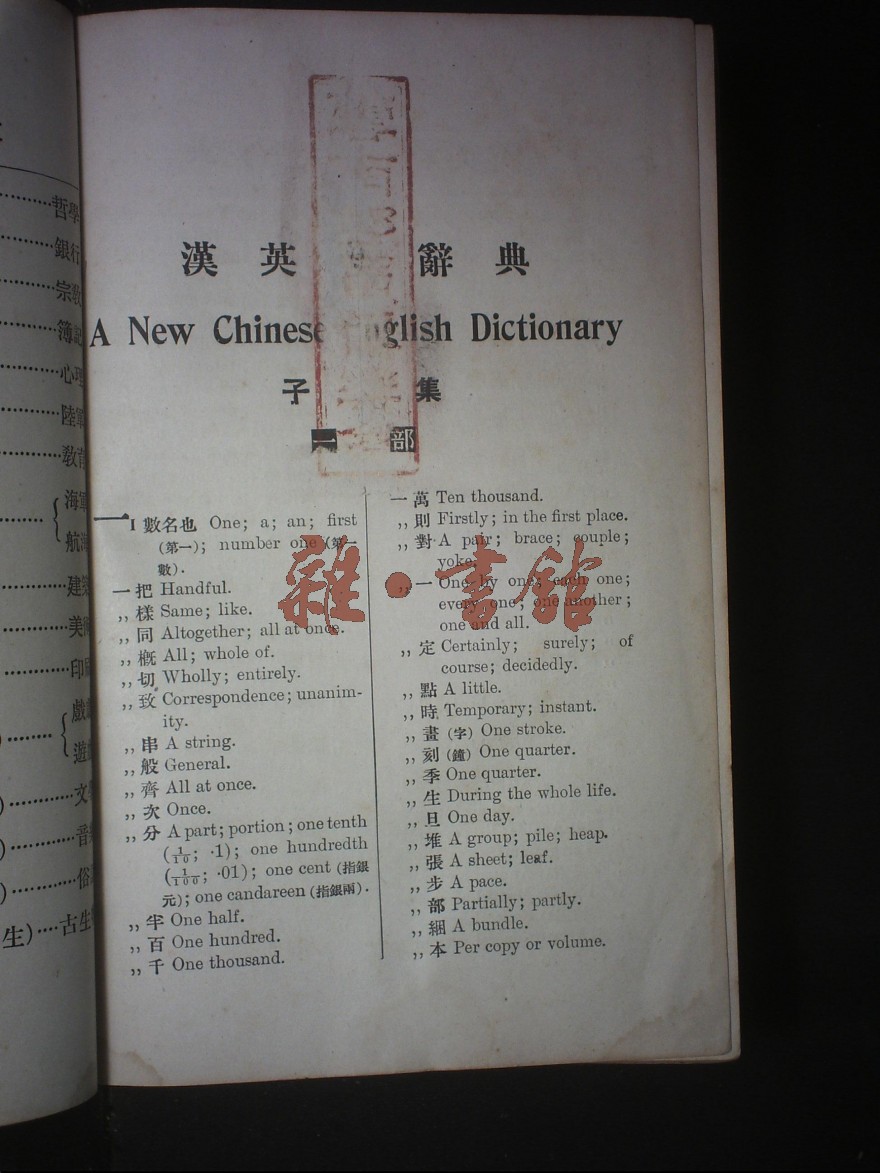 哲學
銀行
宗教
簿記
心理
陸軍
教育
海軍
航海
印刷
生)····古生
漢英 辭典
A New Chinese English Dictionary
子 集
一 部
一 I 數名也 One; a; an; first
(第一); number one (第一
數).
一把 Handful.
,, 樣 Same; like.
,, 同 Altogether; all at once.
,, 概 All; whole of.
,, 切 Wholly; entirely.
,, 致 Correspondence; unanim-
ity.
,, 串 A string.
,, 般 General.
,, 齊 All at once.
,, 次 Once.
,, 分 A part; portion; one tenth
(1/10; ·1); one hundredth
(1/100; ·01); one cent (指銀
元); one candareen (指銀兩).
,, 半 One half.
,, 百 One hundred.
,, 千 One thousand.
一萬 Ten thousand.
,, 則 Firstly; in the first place.
,, 對 A pair; brace; couple;
yoke.
,, 一 One by one; each one;
every one; one another;
one and all.
,, 定 Certainly; surely; of
course; decidedly.
,, 點 A little.
,, 時 Temporary; instant.
,, 畫 (字) One stroke.
,, 刻 (鐘) One quarter.
,, 季 One quarter.
,, 生 During the whole life.
,, 旦 One day.
,, 堆 A group; pile; heap.
,, 張 A sheet; leaf.
,, 步 A pace.
,, 部 Partially; partly.
,, 綑 A bundle.
,, 本 Per copy or volume.
雜·書館